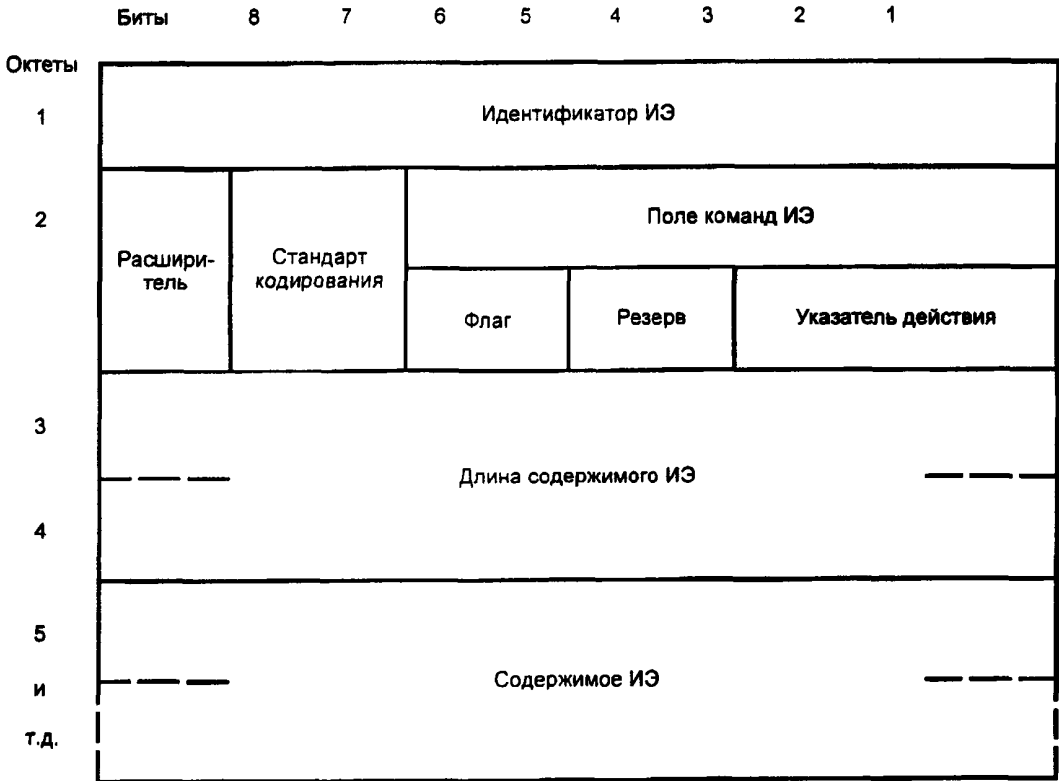 Биты 8 7 6 5 4 3 2 1
Октеты
1 Идентификатор ИЭ
2 Поле команд ИЭ
Расшири-
тель
Стандарт
кодирования
Флаг Резерв Указатель действия
3
Длина содержимого ИЭ
4
5
и Содержимое ИЭ
т.д.